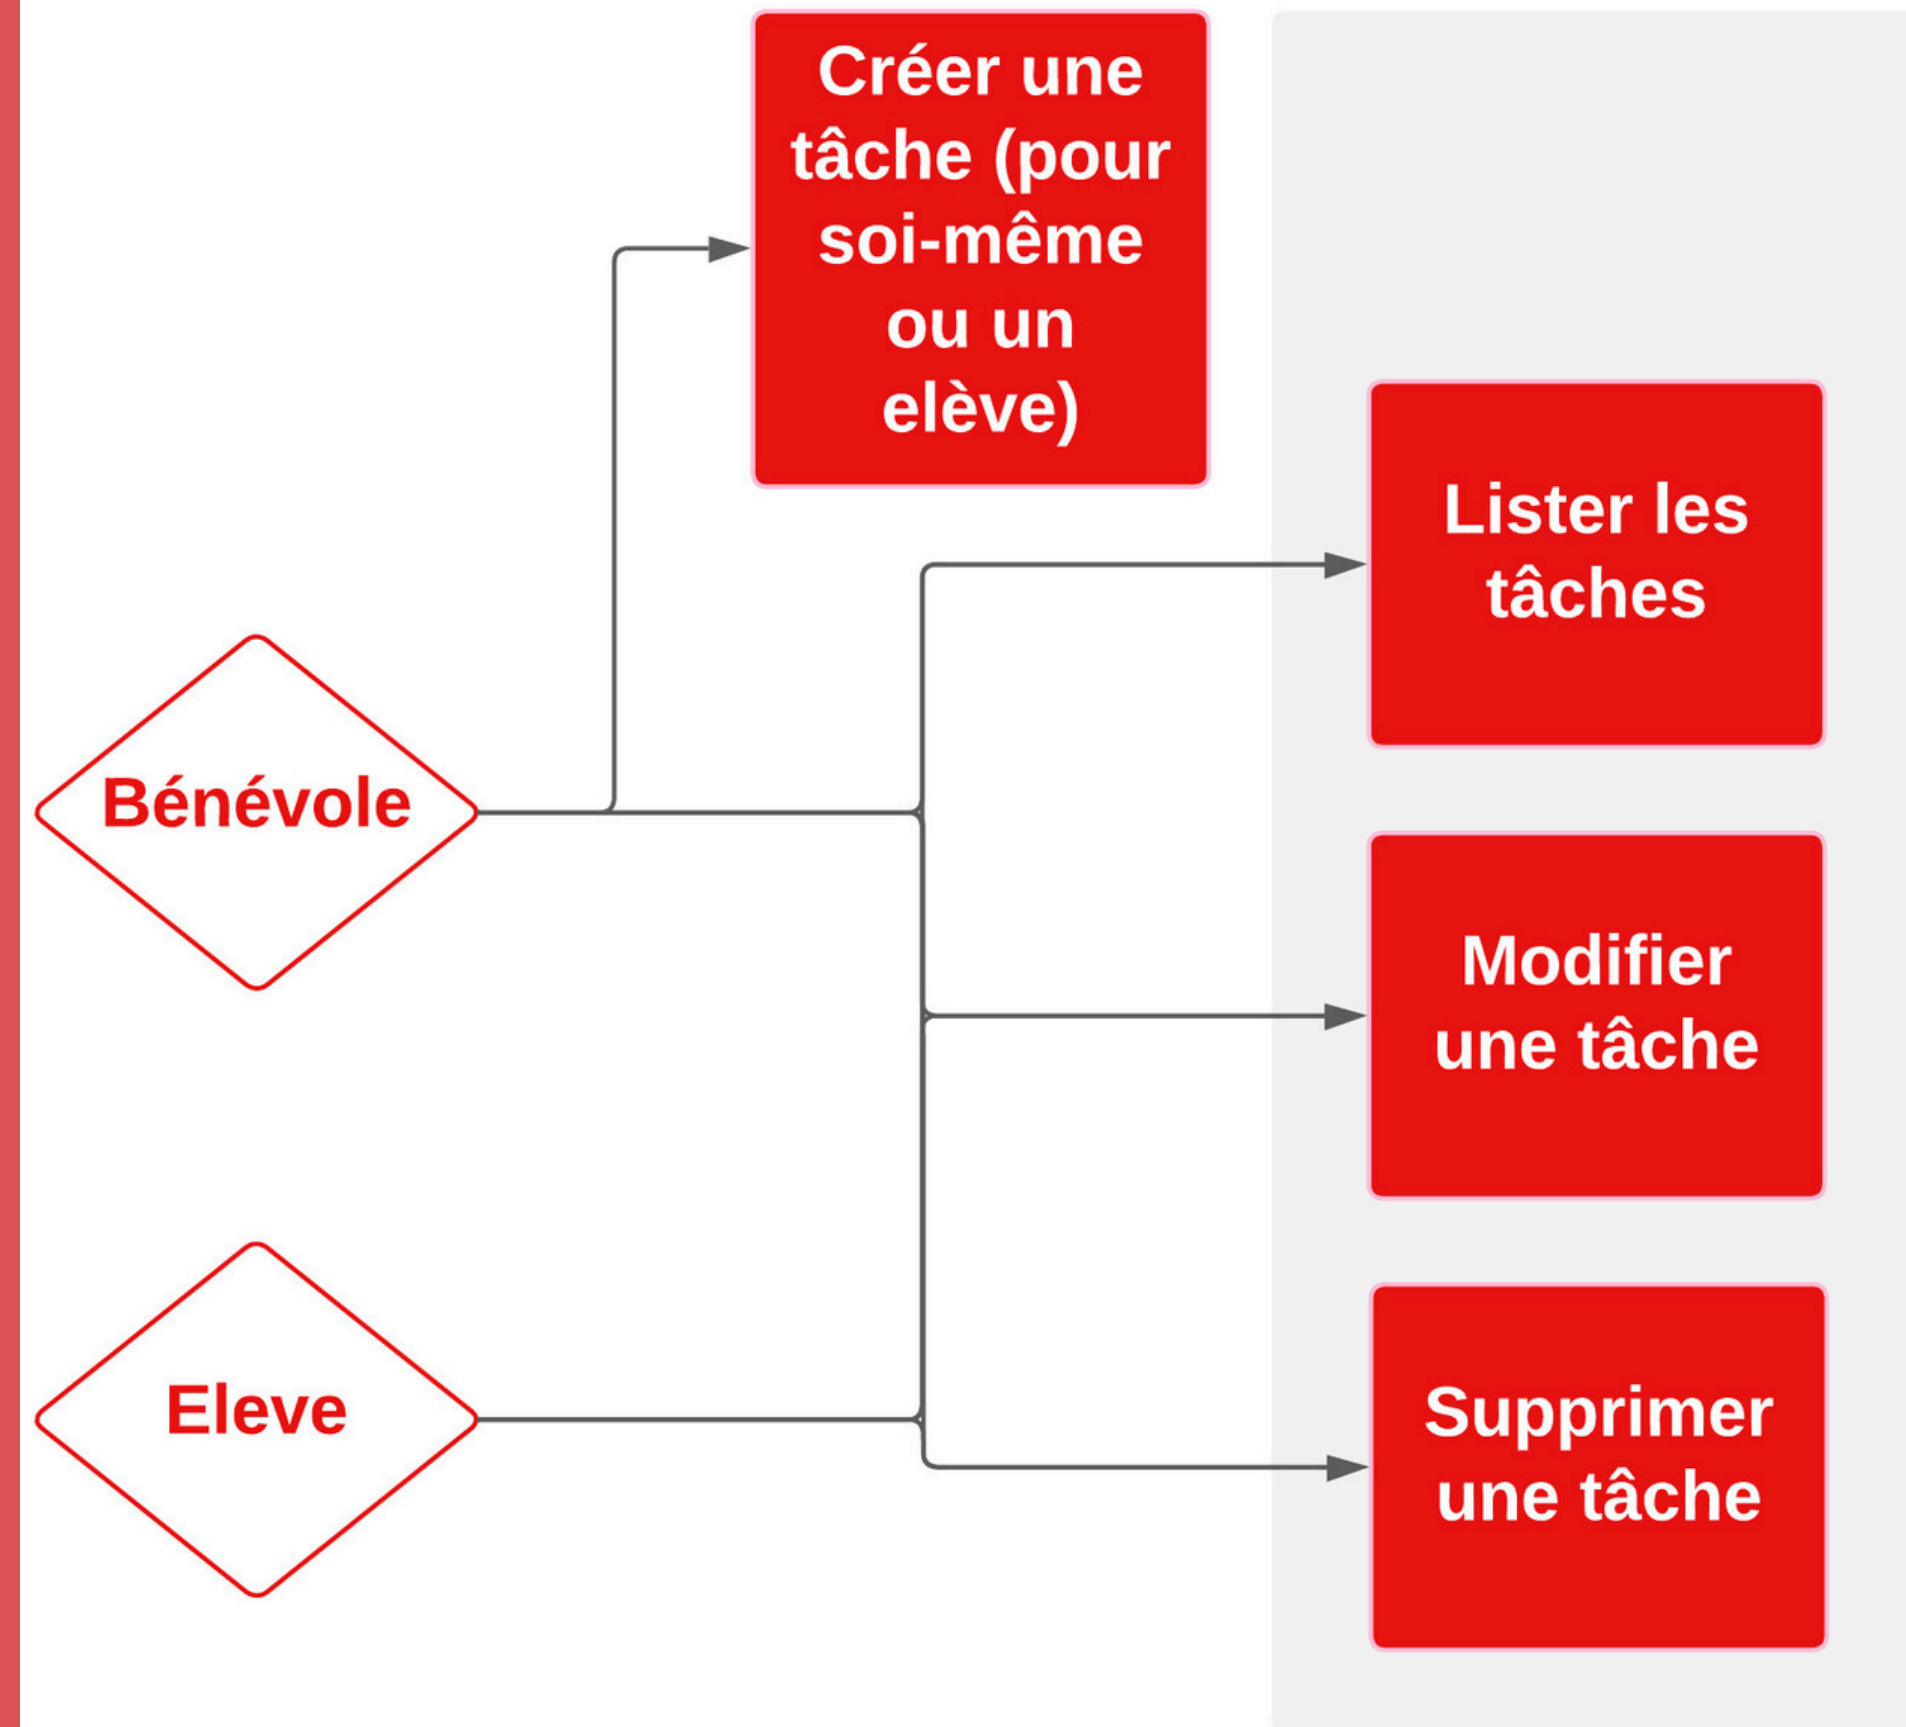 Créer une
tâche (pour
soi-même
ou un
elève)
Lister les
tâches
Bénévole
Modifier
une tâche
Eleve
Supprimer
une tâche